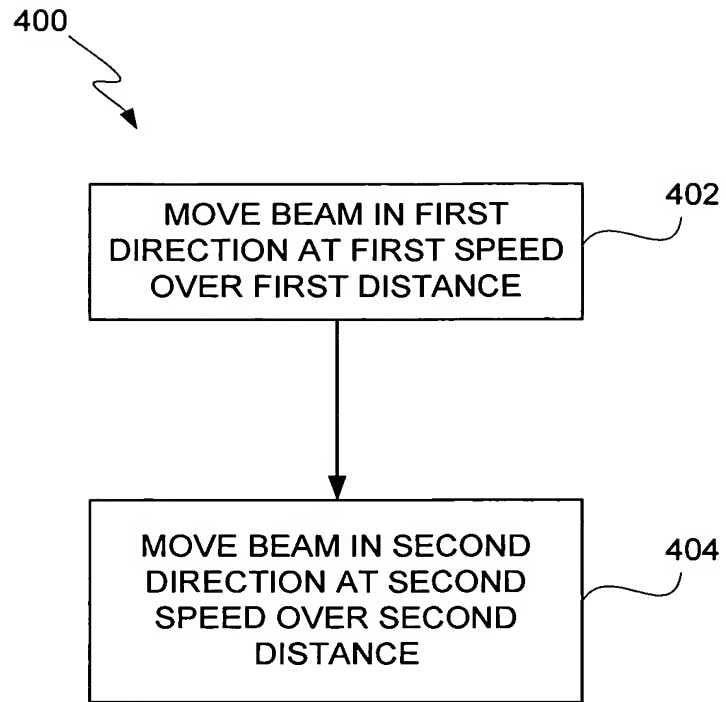 400
402
MOVE BEAM IN FIRST
DIRECTION AT FIRST SPEED
OVER FIRST DISTANCE
404
MOVE BEAM IN SECOND
DIRECTION AT SECOND
SPEED OVER SECOND
DISTANCE